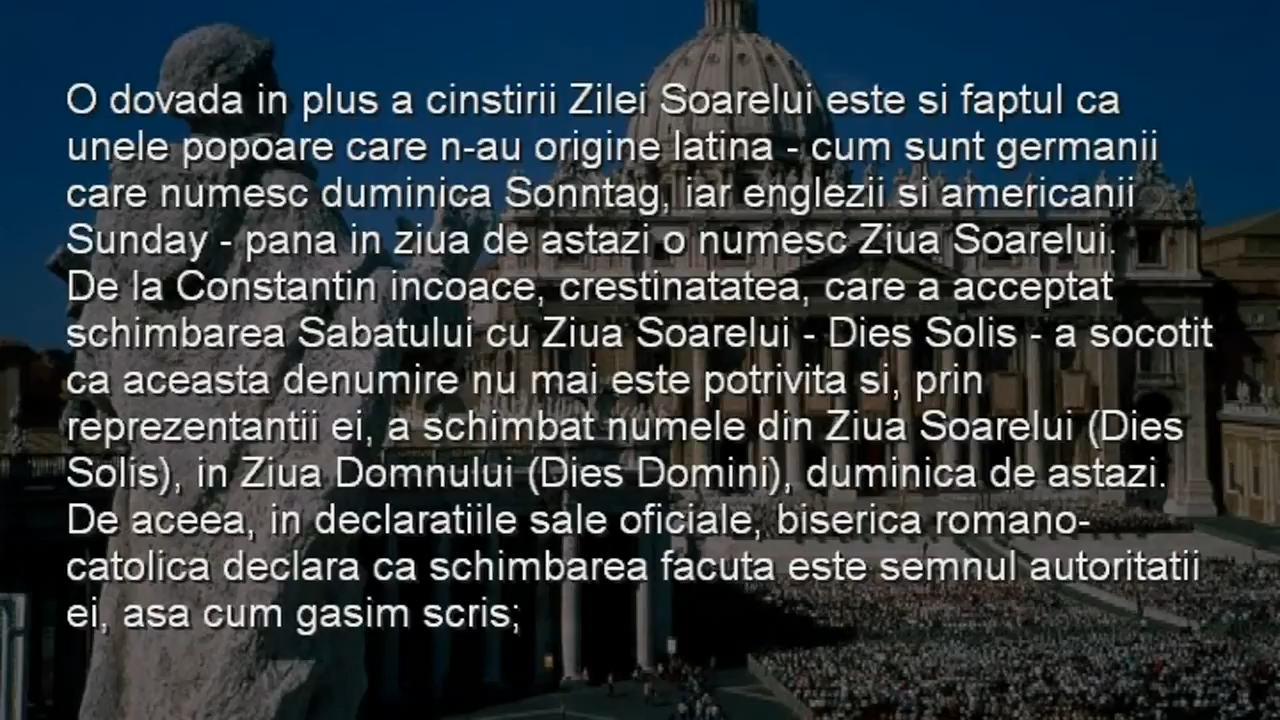 O dovada in plus a cinstirii Zilei Soarelui este si faptul ca
unele popoare care n-au origine latina - cum sunt germanii
care numesc duminica Sonntag, iar englezii si americanii
Sunday - pana in ziua de astazi o numesc Ziua Soarelui.
De la Constantin incoace, crestinatatea, care a acceptat
schimbarea Sabatului cu Ziua Soarelui - Dies Solis - a socotit
ca aceasta denumire nu mai este potrivita si, prin
reprezentantii ei, a schimbat numele din Ziua Soarelui (Dies
Solis), in Ziua Domnului (Dies Domini), duminica de astazi.
De aceea, in declaratiile sale oficiale, biserica romano-
catolica declara ca schimbarea facuta este semnul autoritatii
ei, asa cum gasim scris;